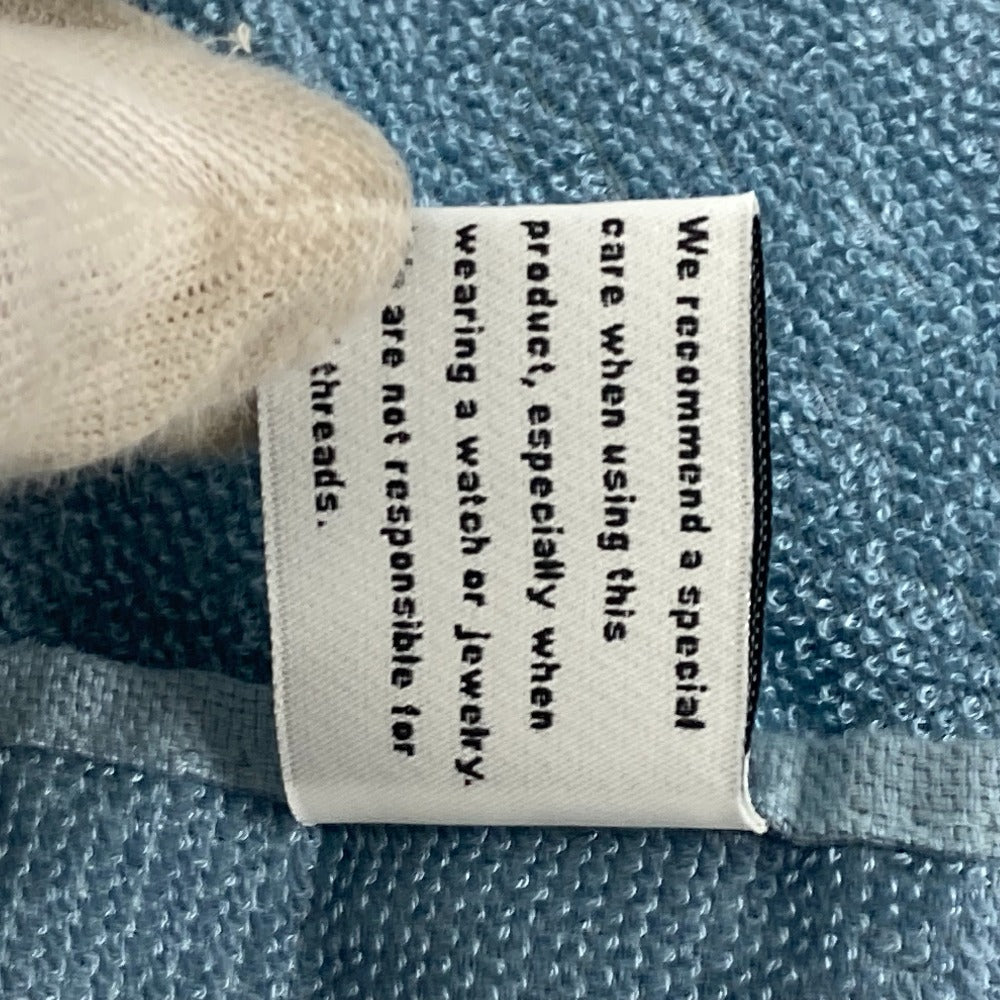 We recommend a special
care when using this
product, especially when
wearing a watch or jewelry.
are not responsible for
threads.